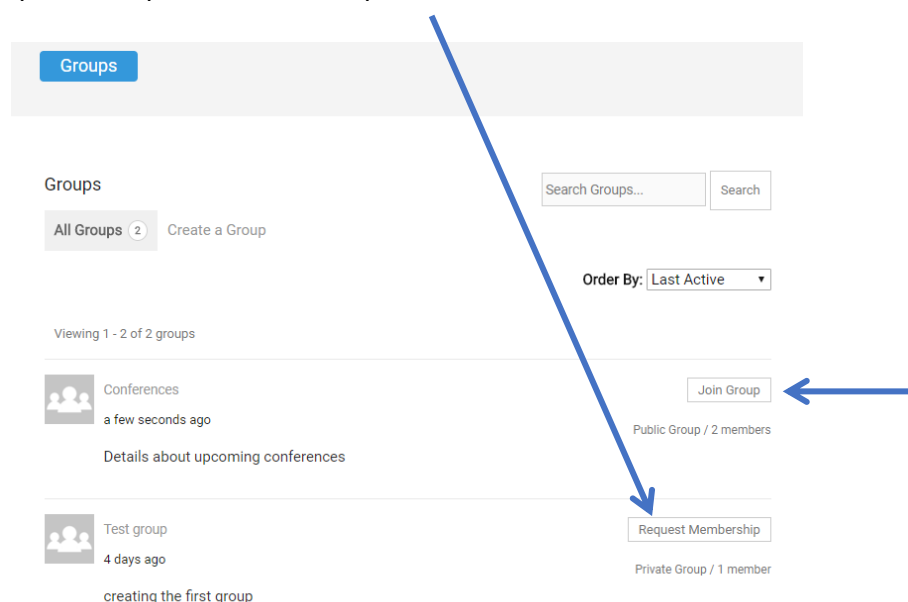 Groups
Groups
Search Groups...
Search
All Groups 2
Create a Group
Order By: Last Active
Viewing 1 - 2 of 2 groups
Conferences
Join Group
a few seconds ago
Public Group / 2 members
Details about upcoming conferences
Test group
Request Membership
4 days ago
Private Group / 1 member
creating the first group